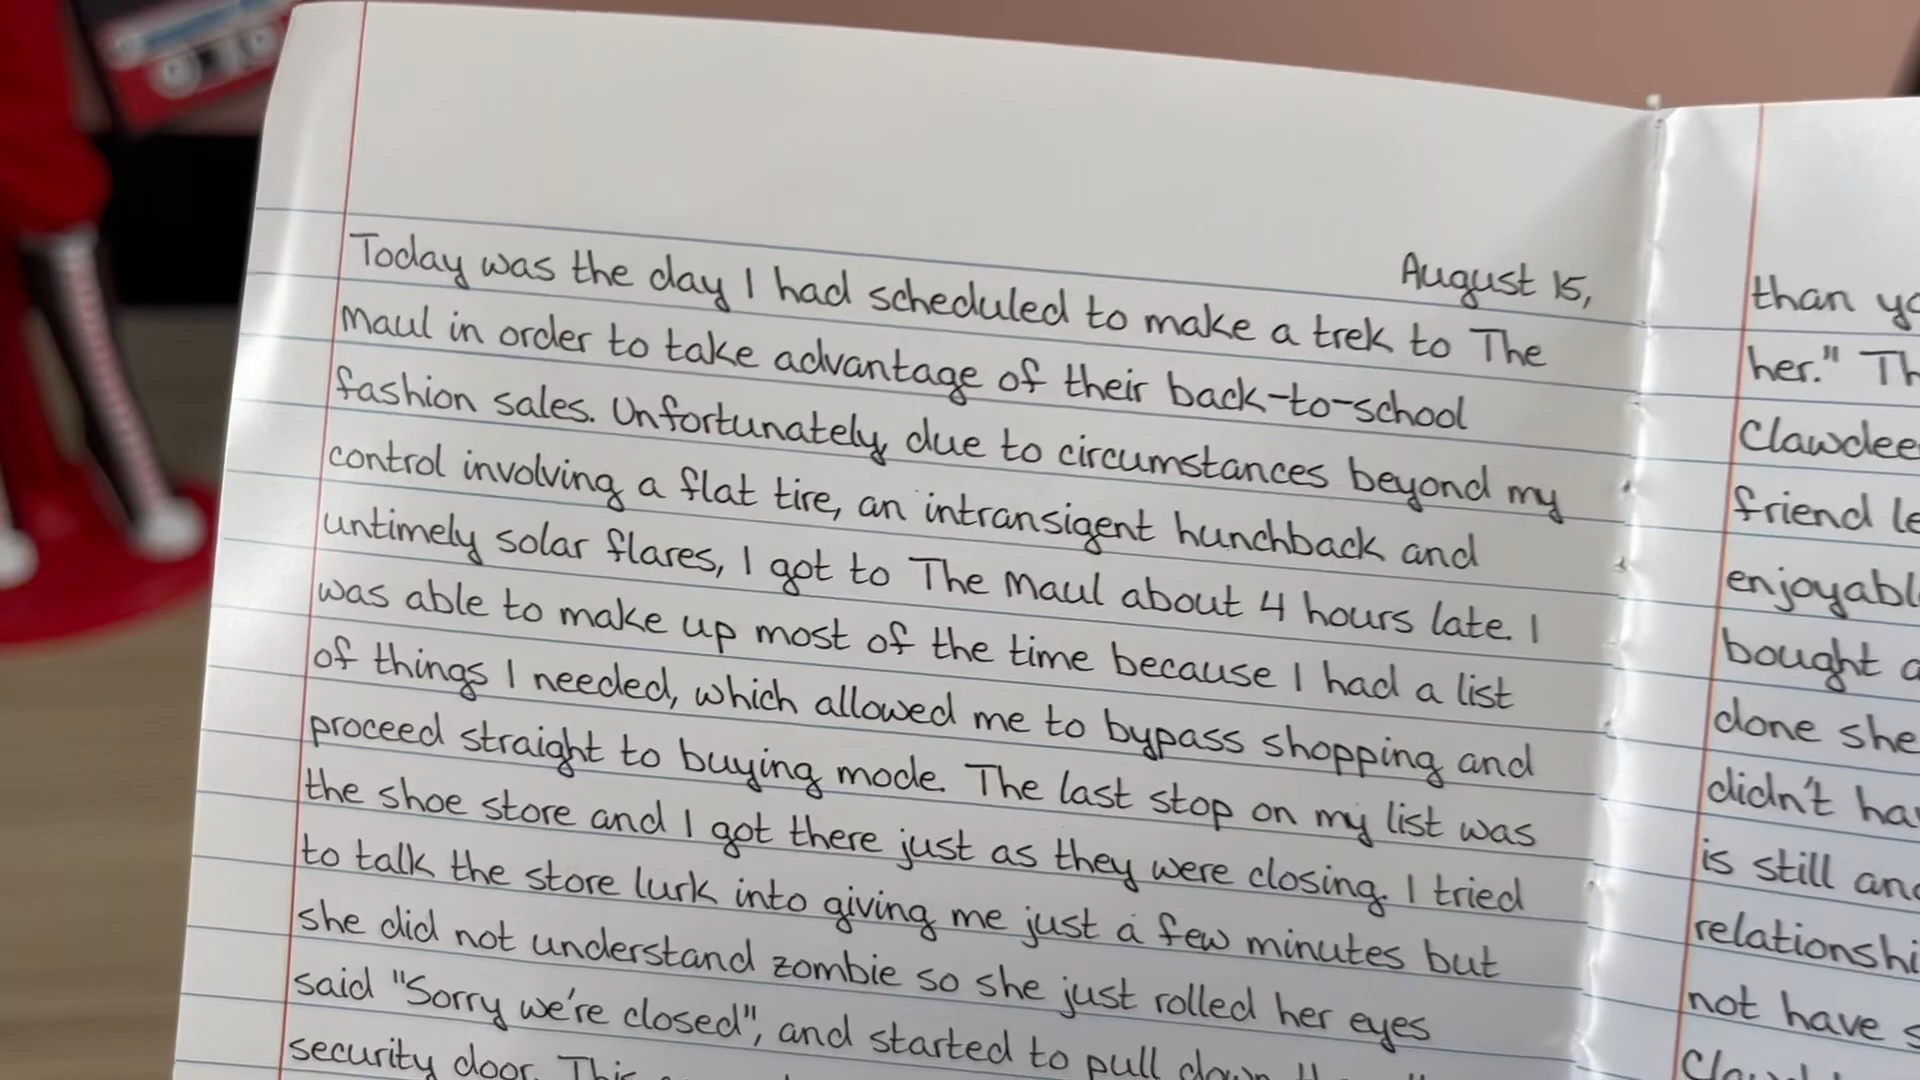 August 15,
Today was the day I had scheduled to make a trek to The
Maul in order to take advantage of their back-to-school
fashion sales. Unfortunately, due to circumstances beyond my
control involving a flat tire, an intransigent hunchback and
untimely solar flares, I got to The Maul about 4 hours late. I
was able to make up most of the time because I had a list
of things I needed, which allowed me to bypass shopping and
proceed straight to buying mode. The last stop on my list was
the shoe store and I got there just as they were closing. I tried
to talk the store lurk into giving me just a few minutes but
she did not understand zombie so she just rolled her eyes
said "Sorry we're closed", and started to pull down
security door. This
than
her."
friend
bought
done she
didn't
is still
not have